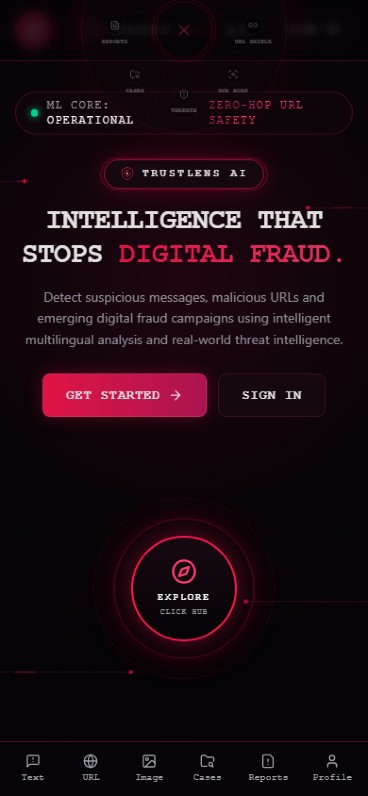 REPORTS
URL SHIELD
CASES
OCR SCAN
THREATS
ML CORE: OPERATIONAL
ZERO-HOP URL SAFETY
TRUSTLENS AI
INTELLIGENCE THAT
STOPS DIGITAL FRAUD.
Detect suspicious messages, malicious URLs and
emerging digital fraud campaigns using intelligent
multilingual analysis and real-world threat intelligence.
GET STARTED →
SIGN IN
EXPLORE
CLICK HUB
Text
URL
Image
Cases
Reports
Profile